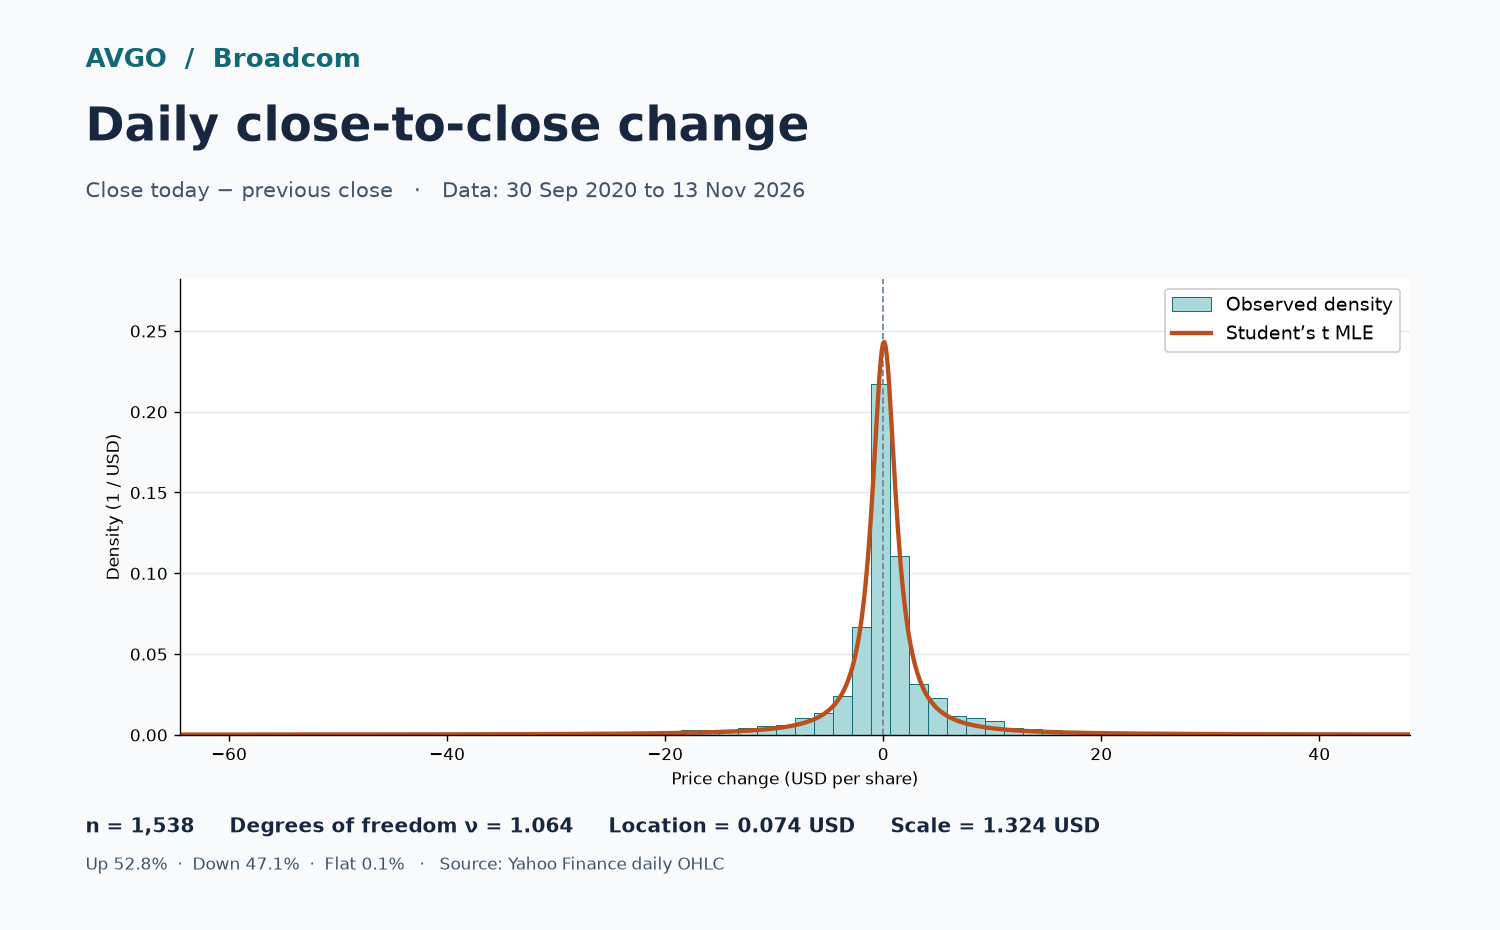 AVGO / Broadcom
Daily close-to-close change
Close today − previous close · Data: 30 Sep 2020 to 13 Nov 2026
Observed density
Student’s t MLE
0.25
0.20
0.15
0.10
0.05
0.00
Density (1 / USD)
−60
−40
−20
0
20
40
Price change (USD per share)
n = 1,538 Degrees of freedom ν = 1.064 Location = 0.074 USD Scale = 1.324 USD
Up 52.8% · Down 47.1% · Flat 0.1% · Source: Yahoo Finance daily OHLC